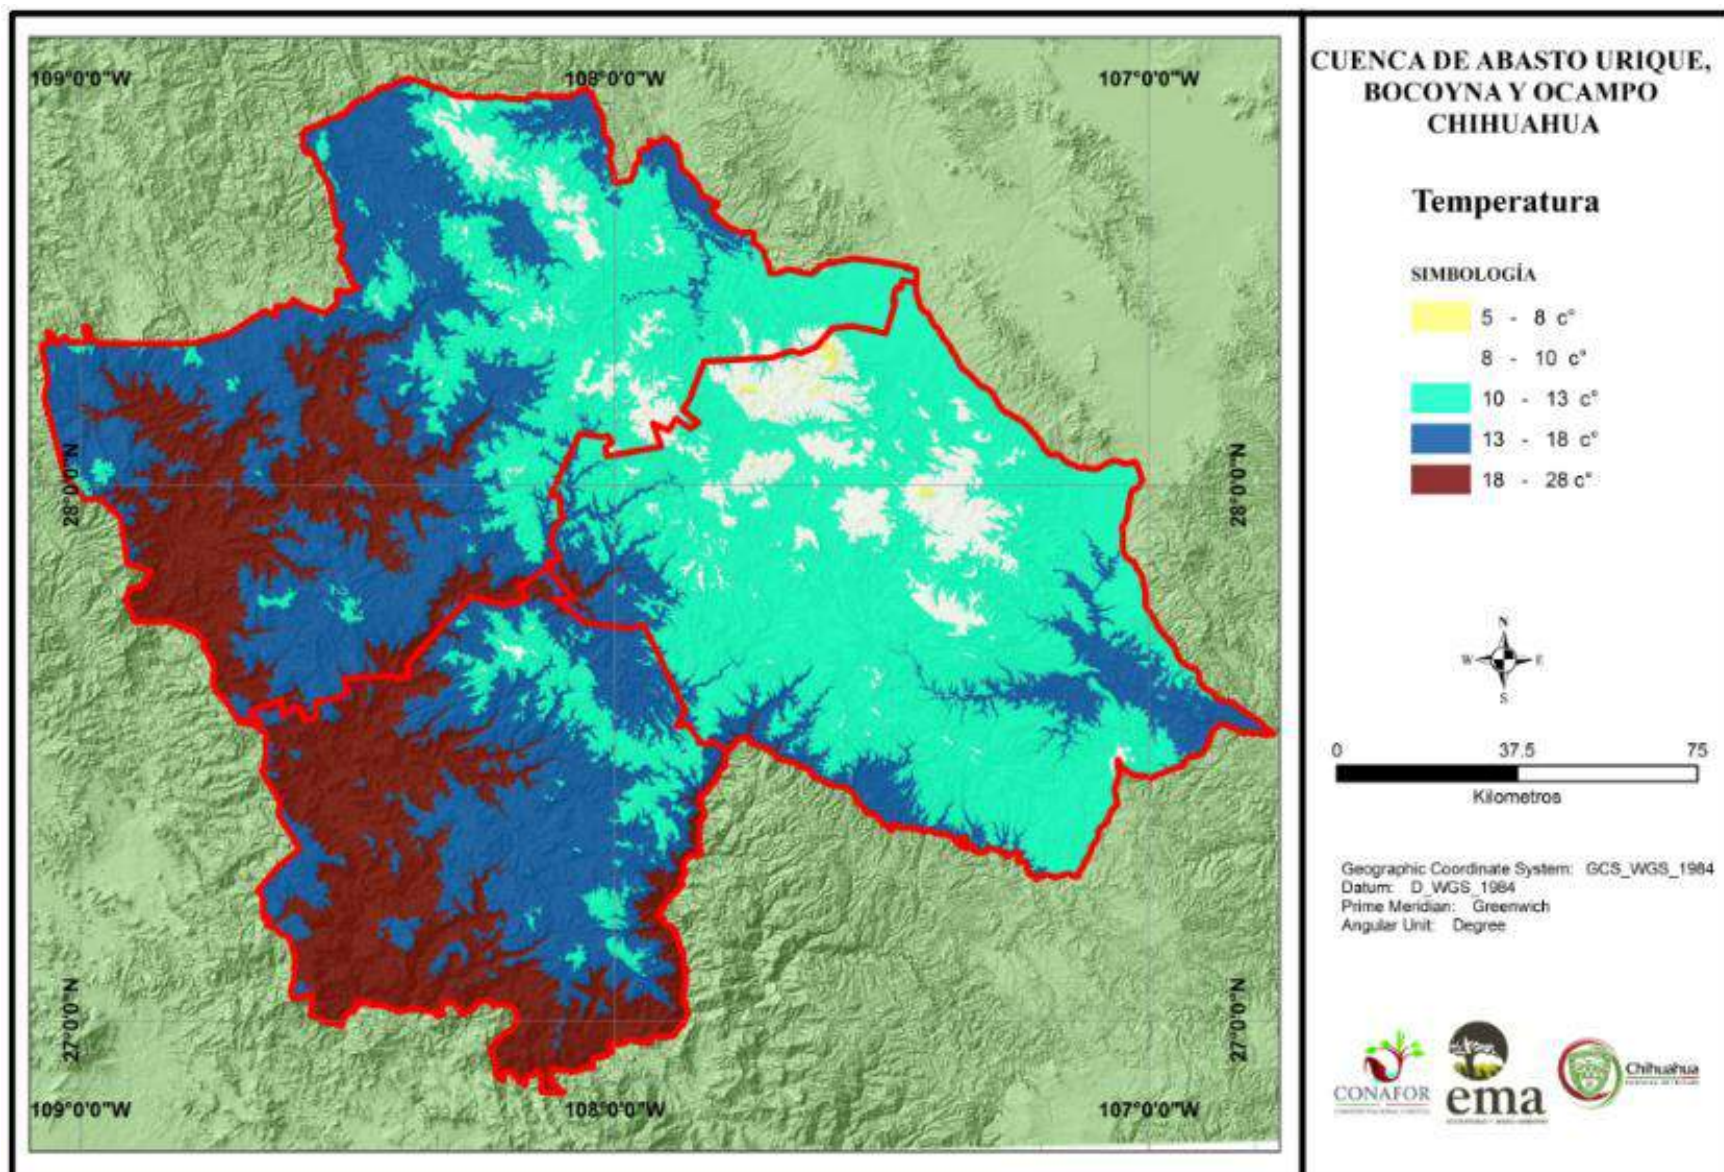 109°0'0"W
108°0'0"W
107°0'0"W
28°0'0"N
28°0'0"N
27°0'0"N
27°0'0"N
109°0'0"W
108°0'0"W
107°0'0"W
CUENCA DE ABASTO URIQUE,
BOCOYNA Y OCAMPO
CHIHUAHUA
Temperatura
SIMBOLOGÍA
5 - 8 c°
8 - 10 c°
10 - 13 c°
13 - 18 c°
18 - 28 c°
N
W E
S
0 37.5 75
Kilometros
Geographic Coordinate System: GCS_WGS_1984
Datum: D_WGS_1984
Prime Meridian: Greenwich
Angular Unit: Degree
CONAFOR
ema
Chihuahua